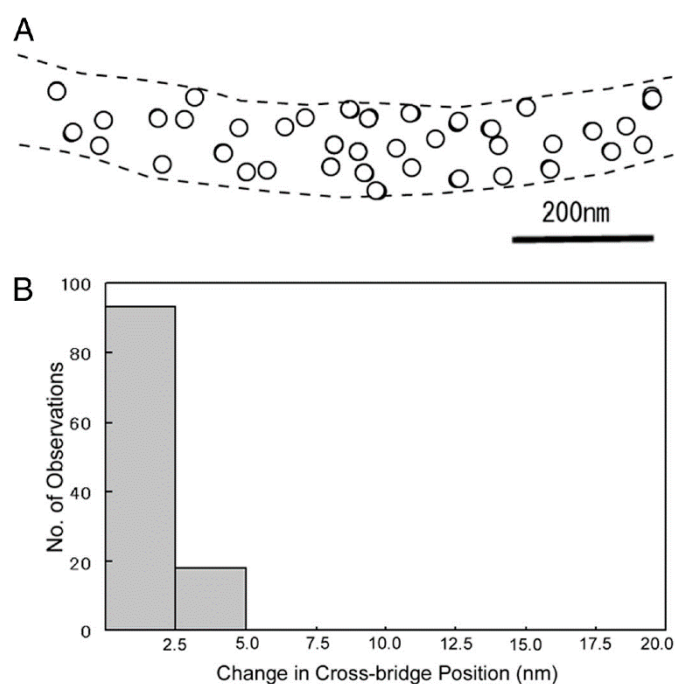 A
200nm
B
No. of Observations
100
80
60
40
20
0
2.5 5.0 7.5 10.0 12.5 15.0 17.5 20.0
Change in Cross-bridge Position (nm)